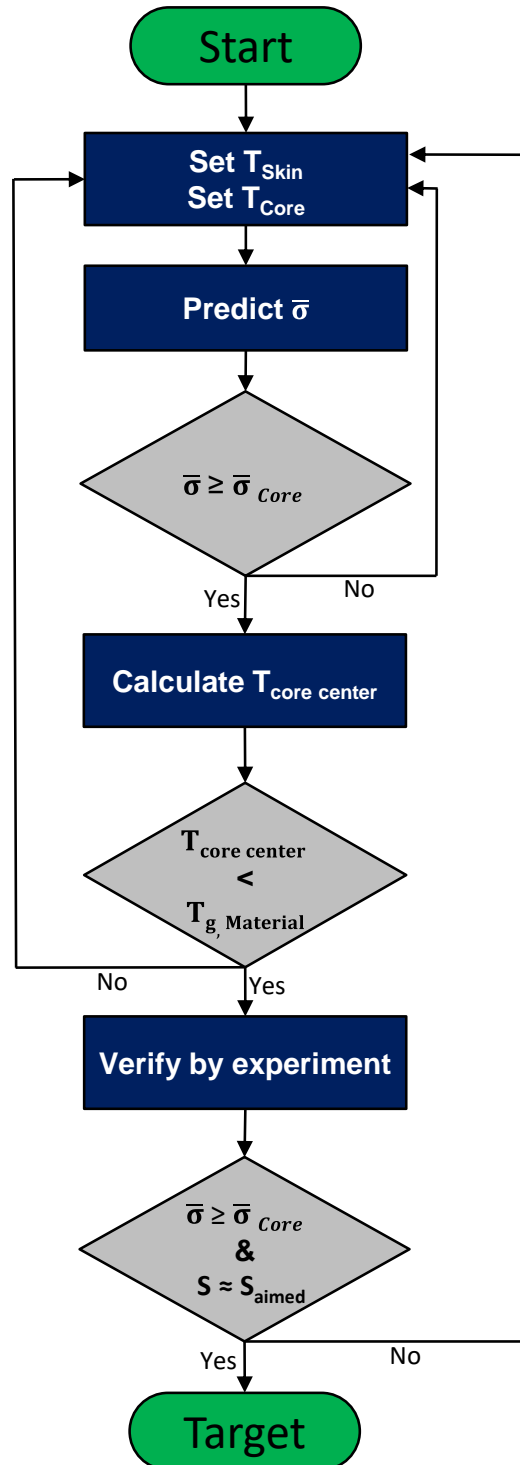 Start
Set T_Skin
Set T_Core
Predict σ̅
σ̅ ≥ σ̅ _Core
Yes
No
Calculate T_core center
T_core center
<
T_g, Material
No
Yes
Verify by experiment
σ̅ ≥ σ̅ _Core
&
S ≈ S_aimed
Yes
No
Target